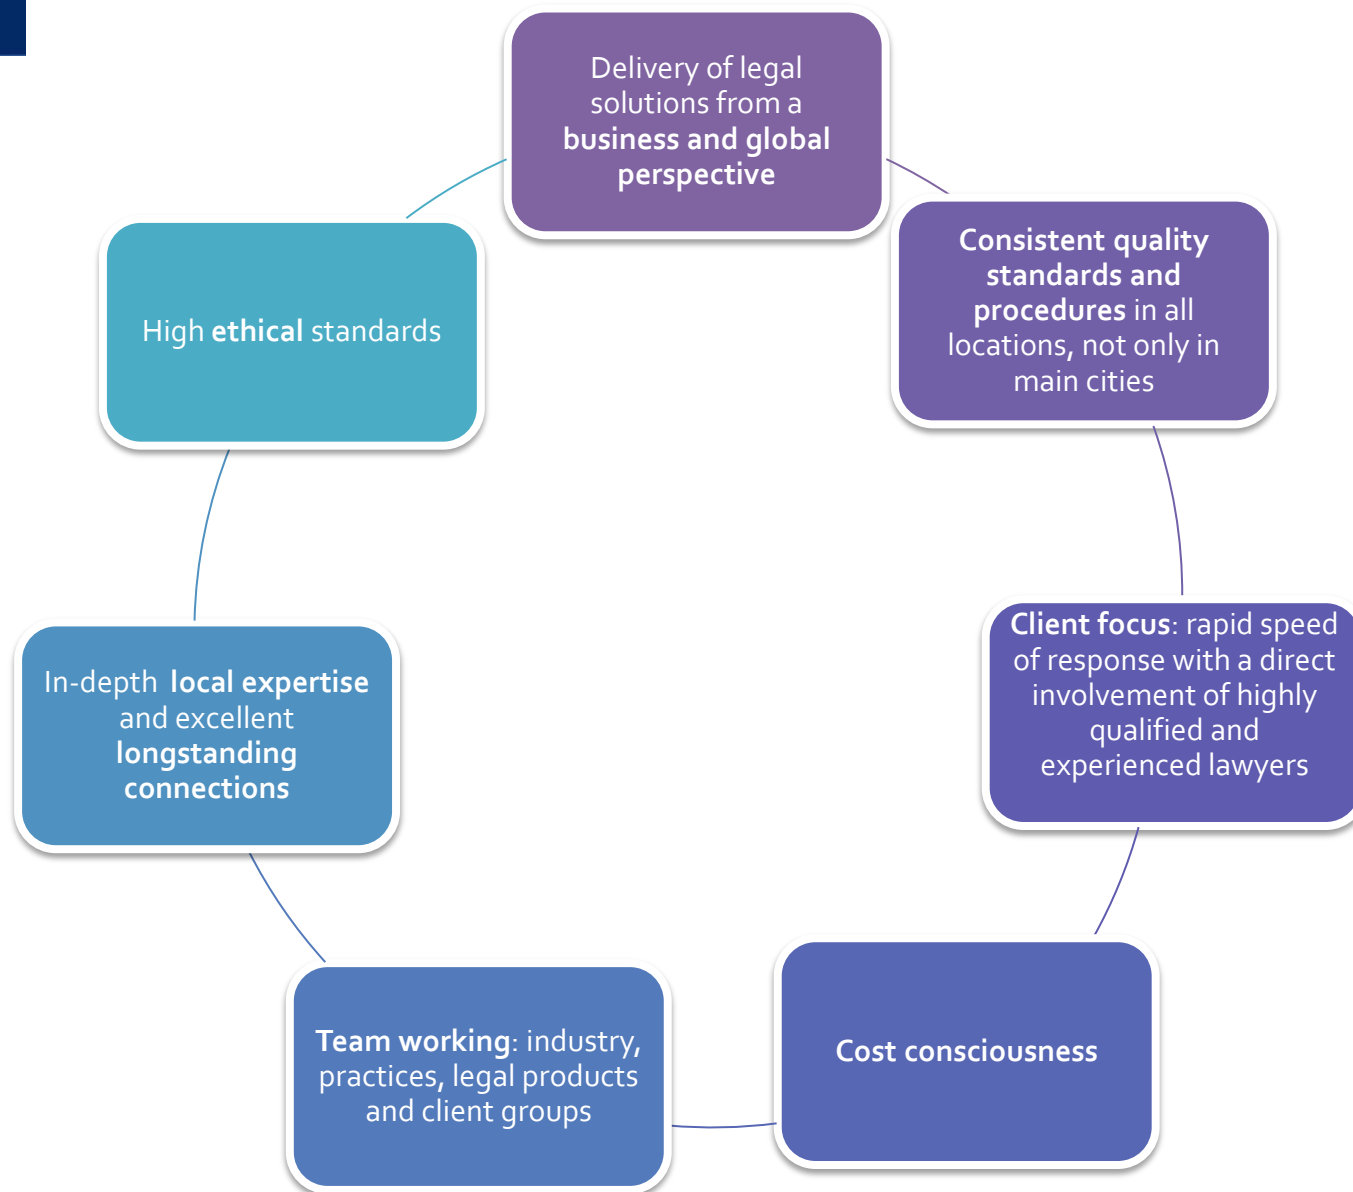 Delivery of legal
solutions from a
business and global
perspective
Consistent quality
standards and
procedures in all
locations, not only in
main cities
Client focus: rapid speed
of response with a direct
involvement of highly
qualified and
experienced lawyers
Cost consciousness
Team working: industry,
practices, legal products
and client groups
In-depth local expertise
and excellent
longstanding
connections
High ethical standards